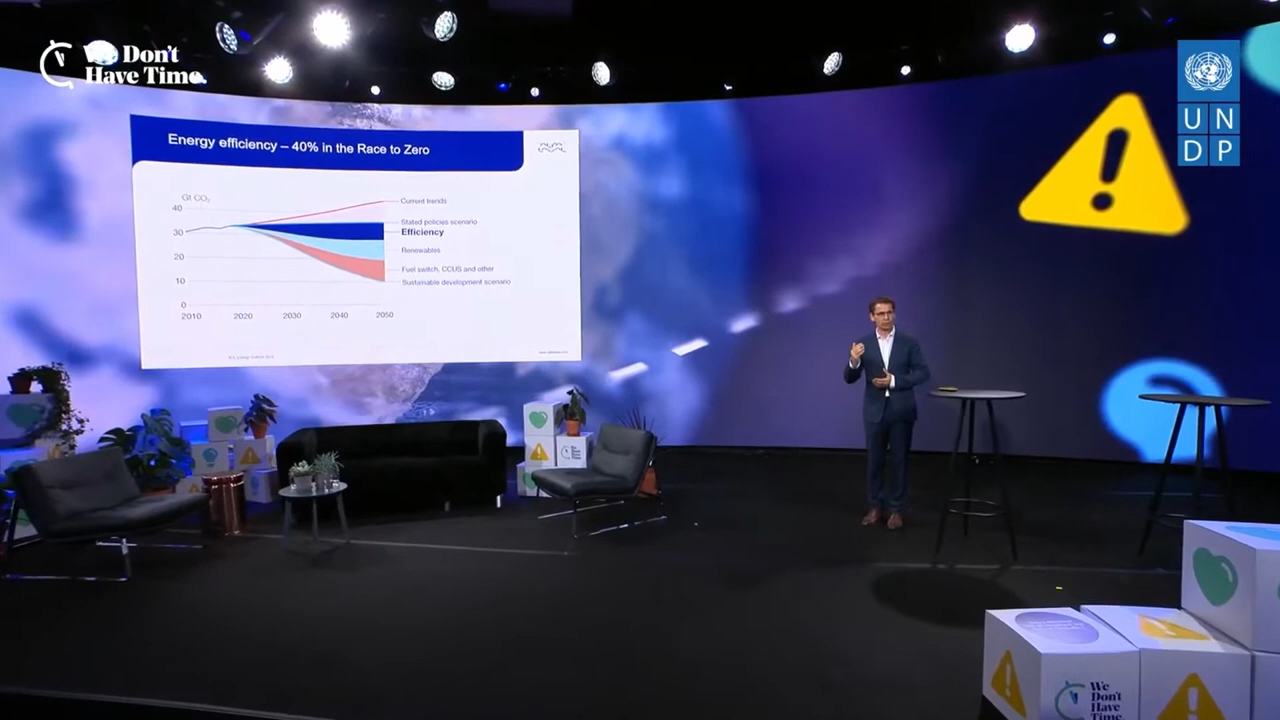 We Don't
Have Time.
UN
DP
Energy efficiency – 40% in the Race to Zero
Gt CO₂
40
30
20
10
0
2010
2020
2030
2040
2050
Current trends
Stated policies scenario
Efficiency
Renewables
Fuel switch, CCUS and other
Sustainable development scenario
We
Don't
Have
Time.